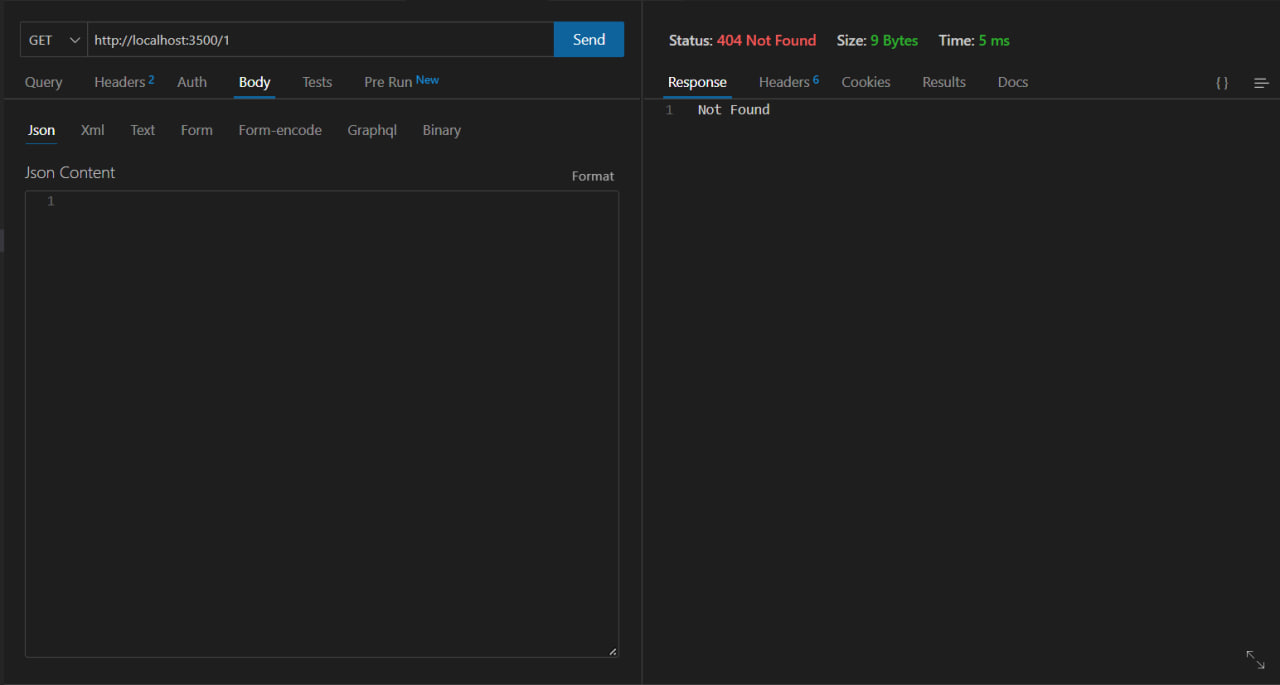 GET http://localhost:3500/1 Send
Query Headers 2 Auth Body Tests Pre Run New
Json Xml Text Form Form-encode Graphql Binary
Json Content
Format
1
Status: 404 Not Found Size: 9 Bytes Time: 5 ms
Response Headers 6 Cookies Results Docs { }
1 Not Found